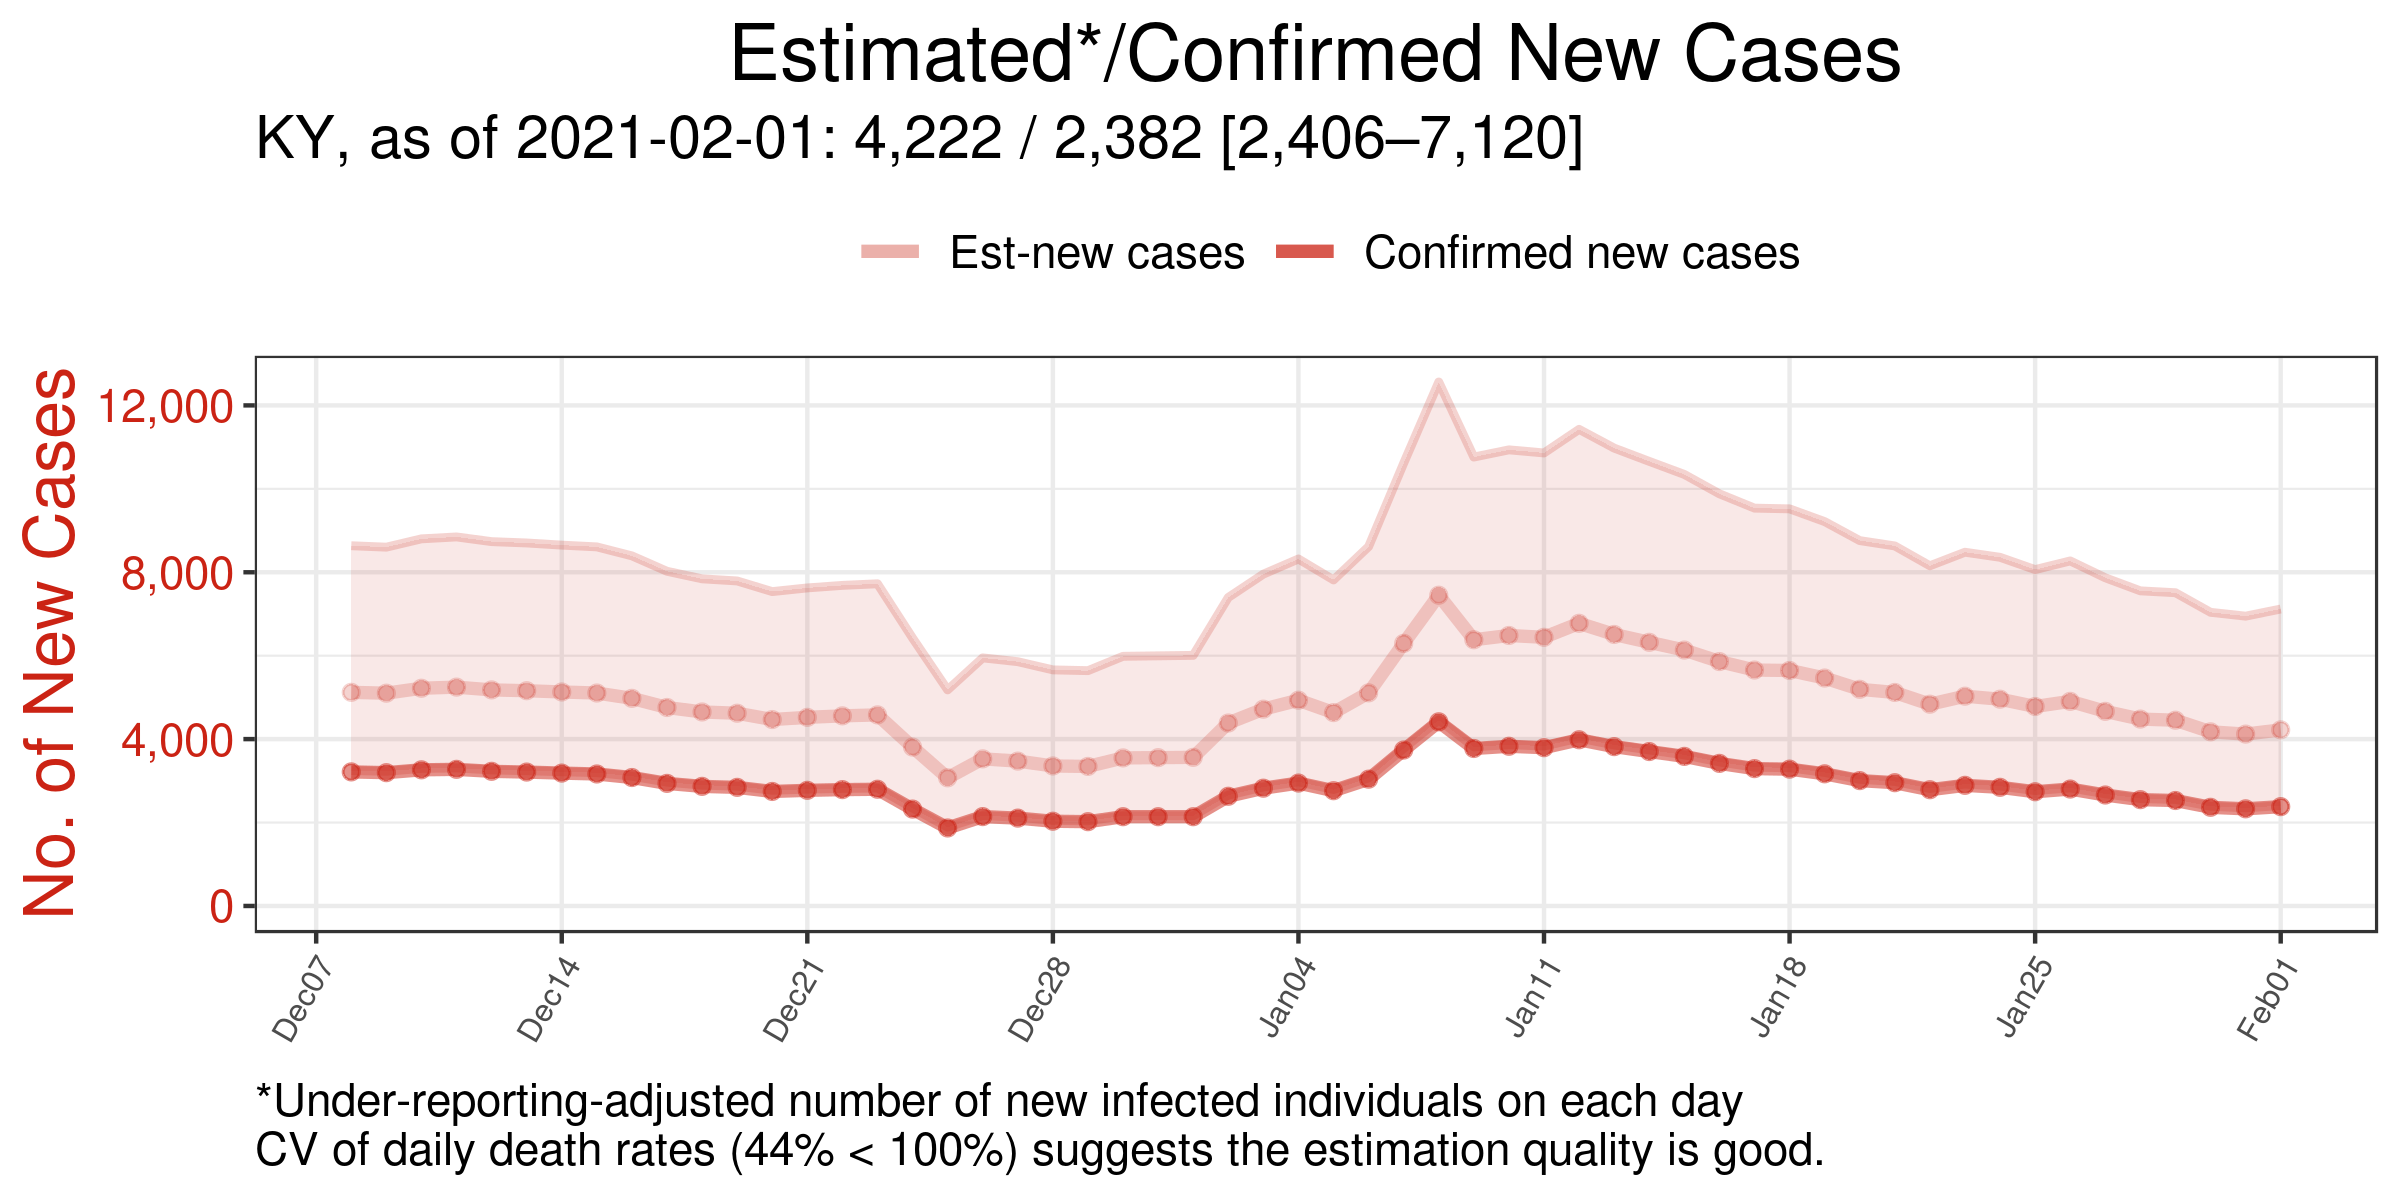 Estimated*/Confirmed New Cases
KY, as of 2021-02-01: 4,222 / 2,382 [2,406–7,120]
Est-new cases
Confirmed new cases
No. of New Cases
12,000
8,000
4,000
0
Dec07
Dec14
Dec21
Dec28
Jan04
Jan11
Jan18
Jan25
Feb01
*Under-reporting-adjusted number of new infected individuals on each day
CV of daily death rates (44% < 100%) suggests the estimation quality is good.